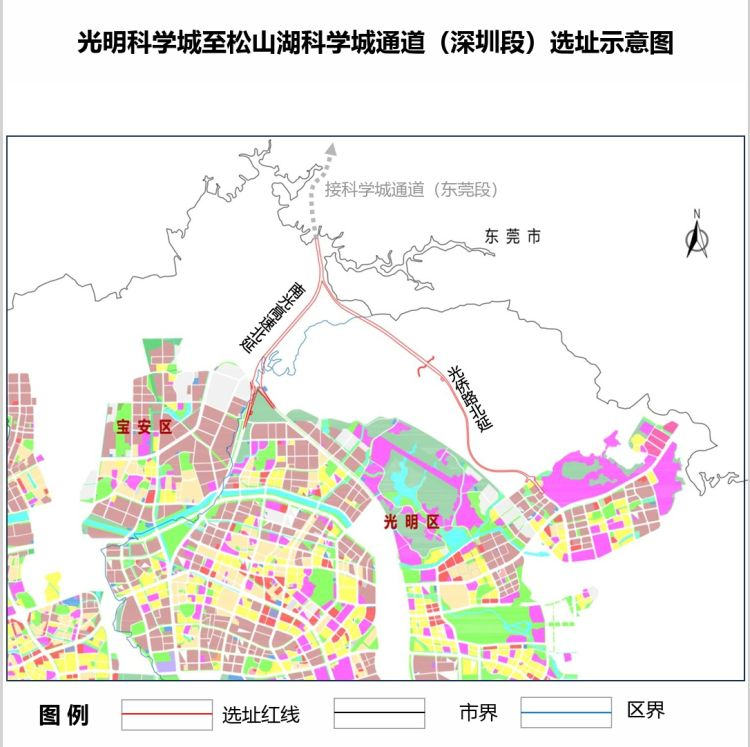 光明科学城至松山湖科学城通道（深圳段）选址示意图
接科学城通道（东莞段）
东莞市
N
南光高速北延
光侨路北延
宝安区
光明区
图例
选址红线
市界
区界